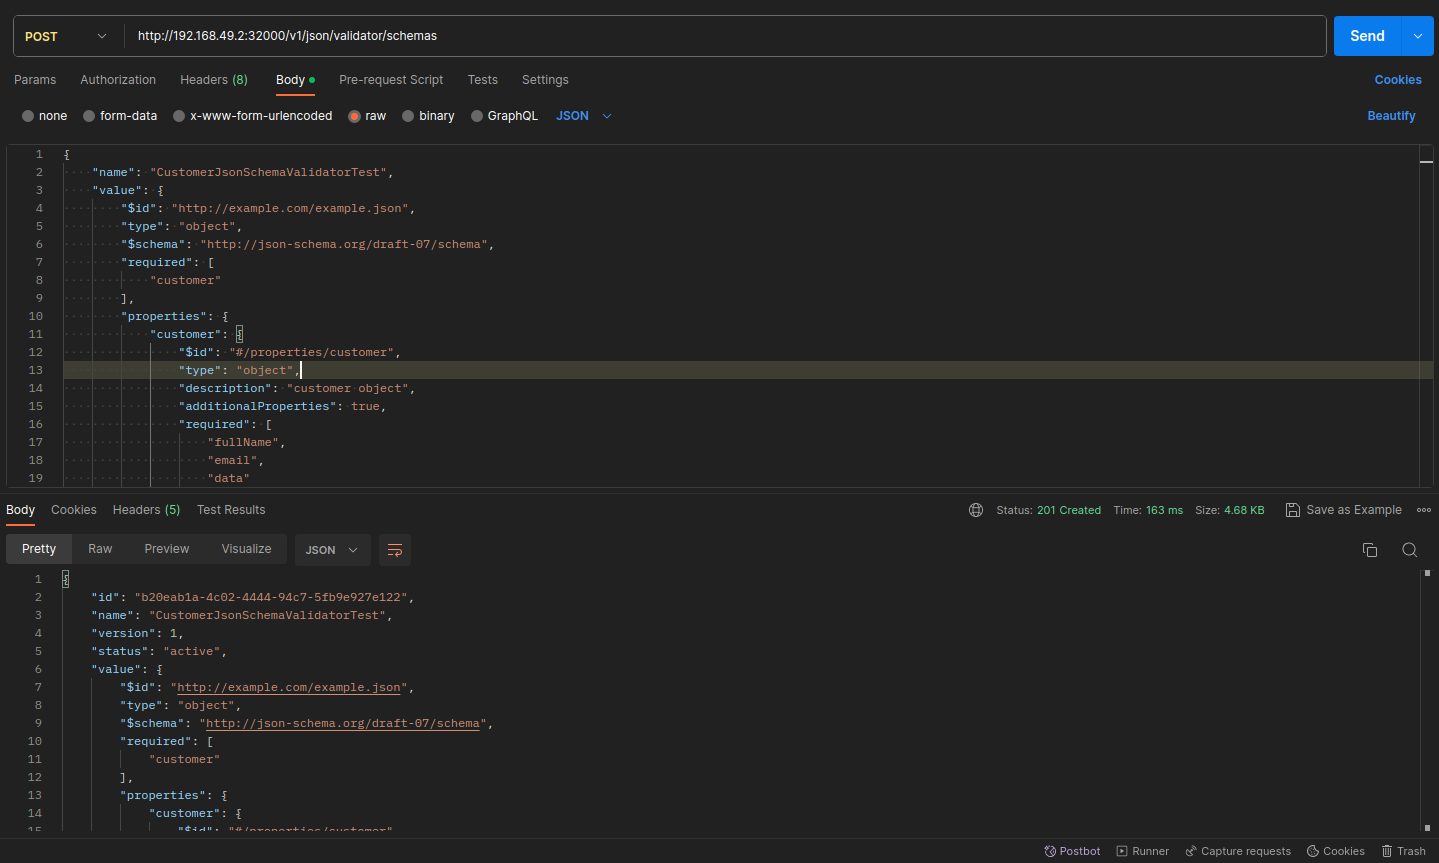 POST http://192.168.49.2:32000/v1/json/validator/schemas Send
Params Authorization Headers (8) Body Pre-request Script Tests Settings Cookies
none form-data x-www-form-urlencoded raw binary GraphQL JSON Beautify
1 {
2 "name": "CustomerJsonSchemaValidatorTest",
3 "value": {
4 "$id": "http://example.com/example.json",
5 "type": "object",
6 "$schema": "http://json-schema.org/draft-07/schema",
7 "required": [
8 "customer"
9 ],
10 "properties": {
11 "customer": {
12 "$id": "#/properties/customer",
13 "type": "object",
14 "description": "customer object",
15 "additionalProperties": true,
16 "required": [
17 "fullName",
18 "email",
19 "data"
Body Cookies Headers (5) Test Results Status: 201 Created Time: 163 ms Size: 4.68 KB Save as Example
Pretty Raw Preview Visualize JSON
1 {
2 "id": "b20eab1a-4c02-4444-94c7-5fb9e927e122",
3 "name": "CustomerJsonSchemaValidatorTest",
4 "version": 1,
5 "status": "active",
6 "value": {
7 "$id": "http://example.com/example.json",
8 "type": "object",
9 "$schema": "http://json-schema.org/draft-07/schema",
10 "required": [
11 "customer"
12 ],
13 "properties": {
14 "customer": {
15 "$id": "#/properties/customer"
Postbot Runner Capture requests Cookies Trash